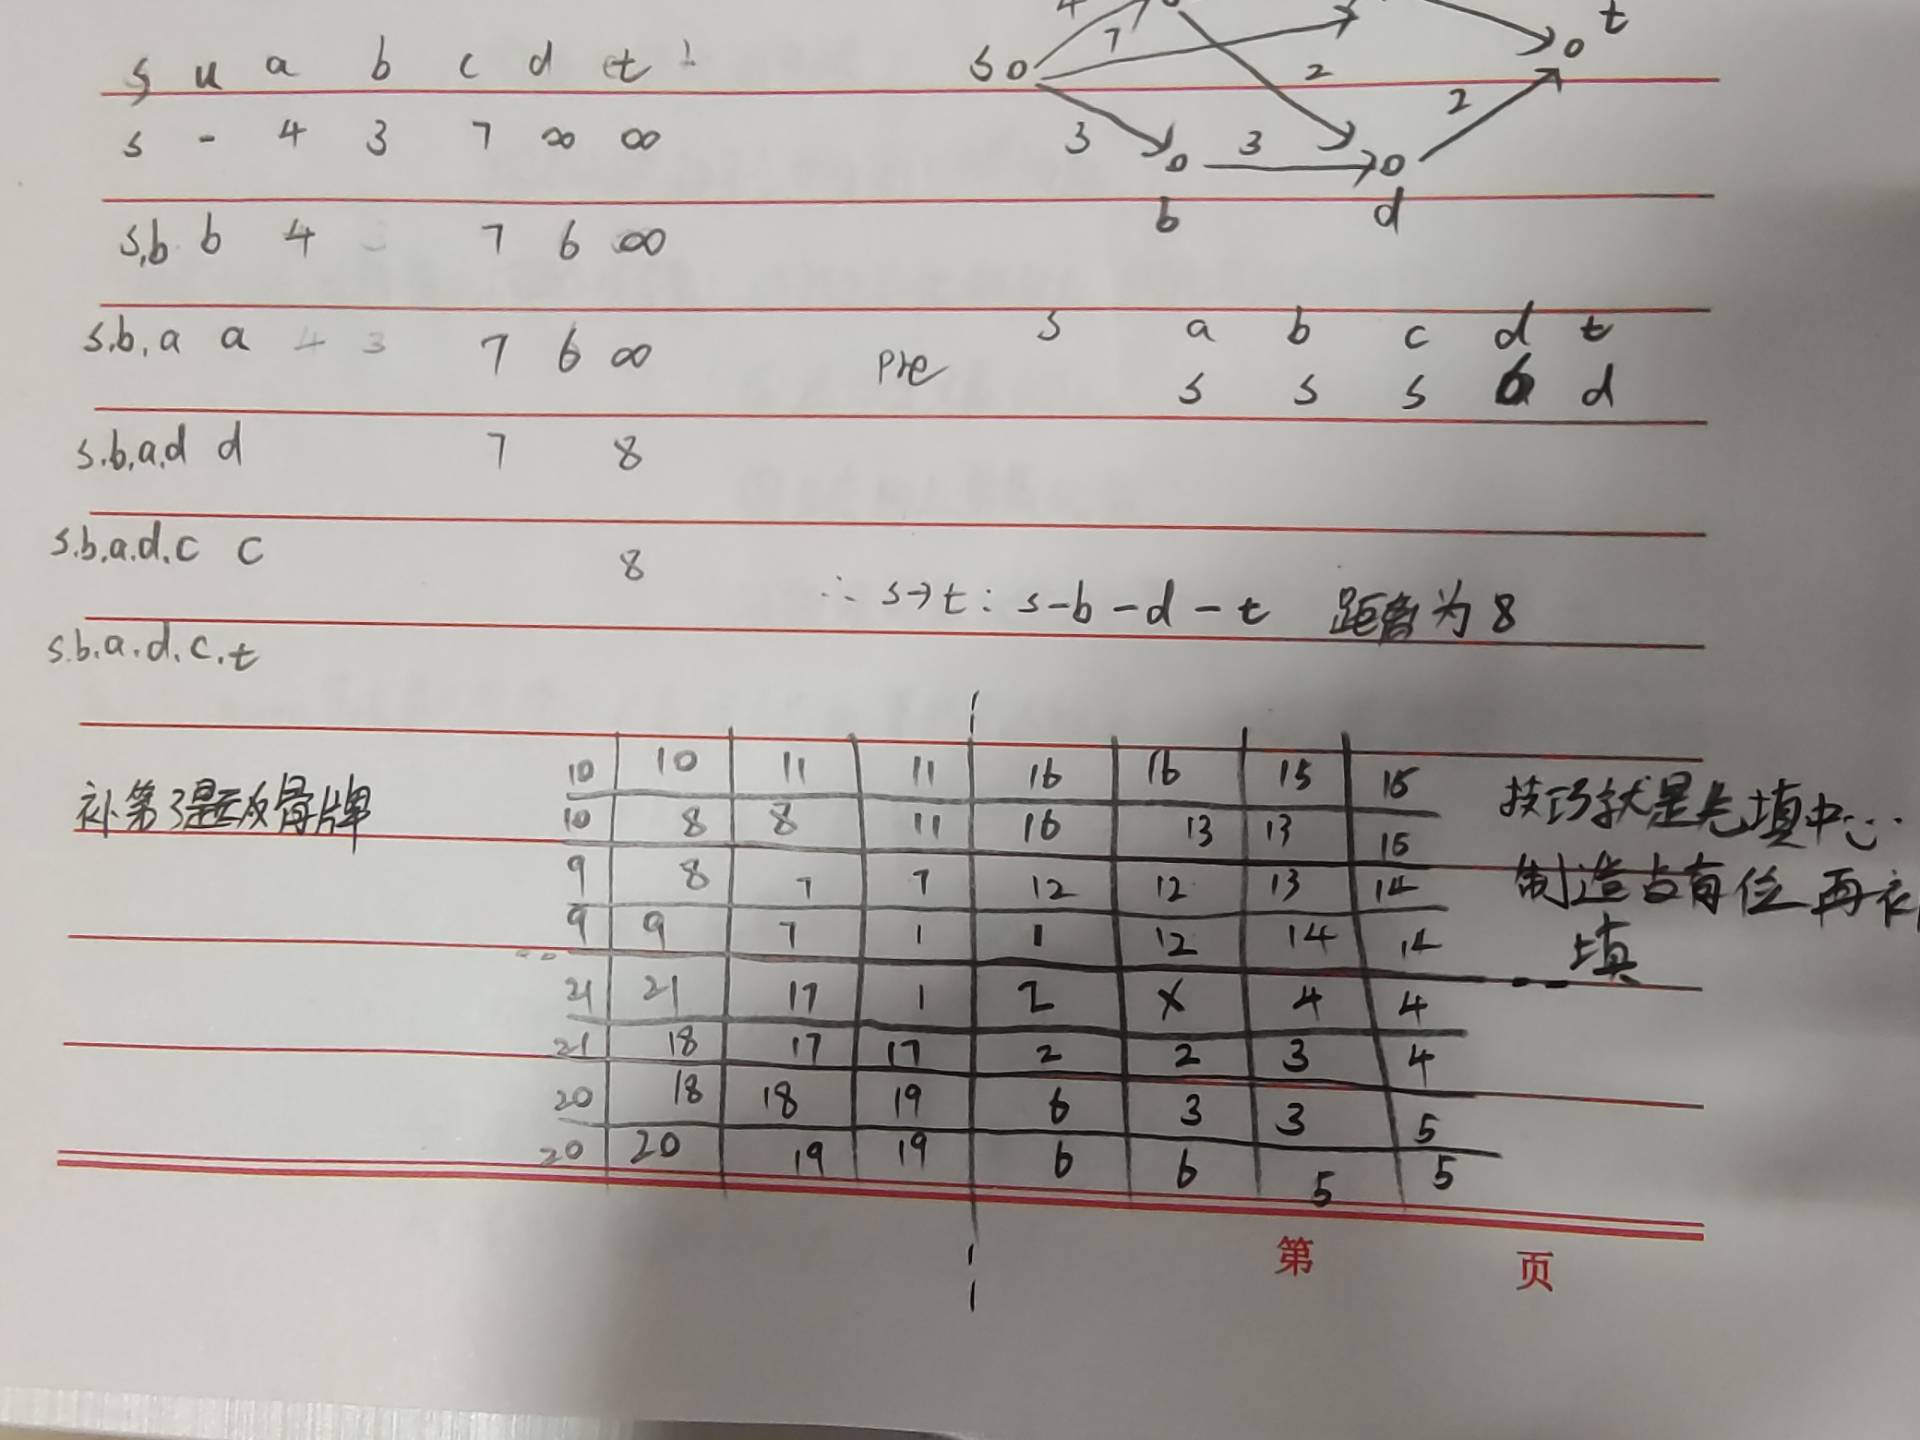 S u a b c d t
s - 4 3 7 ∞ ∞
s,b b 4 3 7 6 ∞
s.b.a a 4 3 7 6 ∞
s.b.a.d d 7 8
s.b.a.d.c c 8
s.b.a.d.c.t
t
s 7 2
3 3 2
b d
s a b c d t
pre s s s b d
∴ s→t: s-b-d-t 距离为8
补第3题反骨牌
10 10 11 11 16 16 15 15
10 8 8 11 16 13 13 15
9 8 7 7 12 12 13 14
9 9 7 1 1 12 14 14
21 21 17 1 2 X 4 4
21 18 17 17 2 2 3 4
20 18 18 19 6 3 3 5
20 20 19 19 6 6 5 5
技巧就是先填中心
制造占有位再补
填
第 页